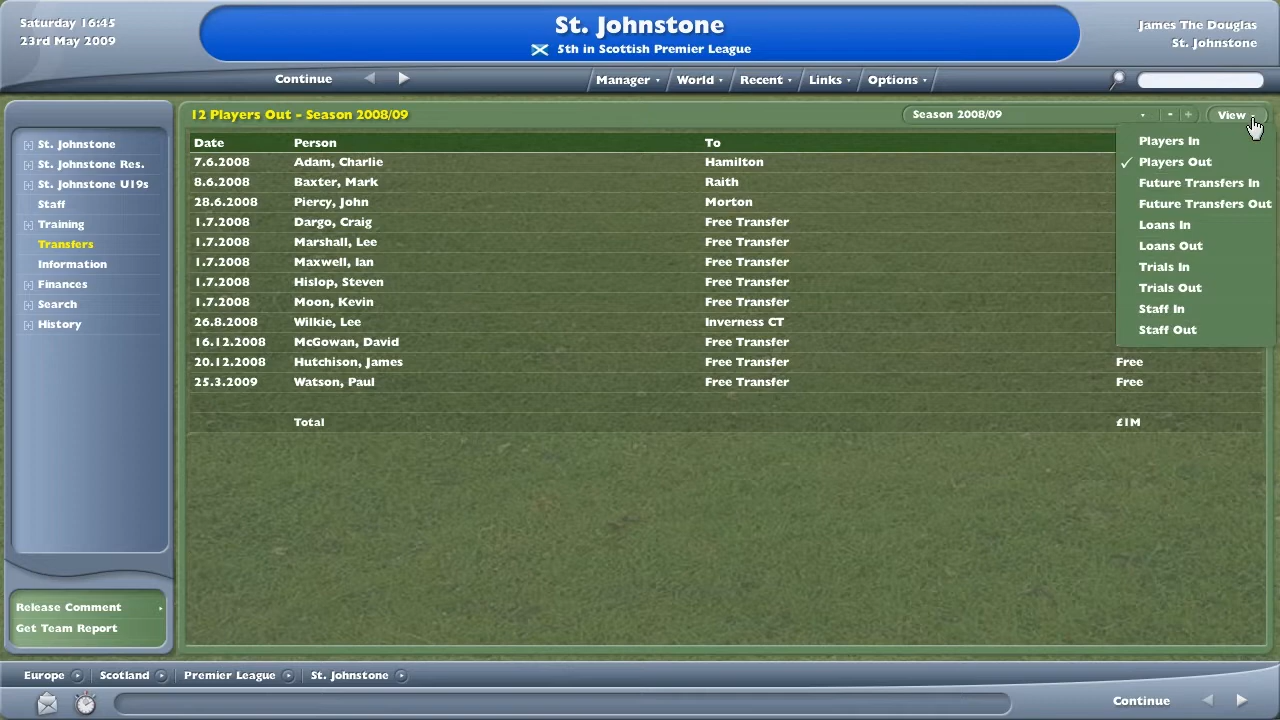 Saturday 16:45
23rd May 2009
St. Johnstone
5th in Scottish Premier League
James The Douglas
St. Johnstone
Continue
Manager World Recent Links Options
12 Players Out - Season 2008/09
Season 2008/09
- +
View
St. Johnstone
St. Johnstone Res.
St. Johnstone U19s
Staff
Training
Transfers
Information
Finances
Search
History
Date Person To
7.6.2008 Adam, Charlie Hamilton
8.6.2008 Baxter, Mark Raith
28.6.2008 Piercy, John Morton
1.7.2008 Dargo, Craig Free Transfer
1.7.2008 Marshall, Lee Free Transfer
1.7.2008 Maxwell, Ian Free Transfer
1.7.2008 Hislop, Steven Free Transfer
1.7.2008 Moon, Kevin Free Transfer
26.8.2008 Wilkie, Lee Inverness CT
16.12.2008 McGowan, David Free Transfer
20.12.2008 Hutchison, James Free Transfer Free
25.3.2009 Watson, Paul Free Transfer Free
Total £1M
Players In
Players Out
Future Transfers In
Future Transfers Out
Loans In
Loans Out
Trials In
Trials Out
Staff In
Staff Out
Release Comment
Get Team Report
Europe Scotland Premier League St. Johnstone
Continue